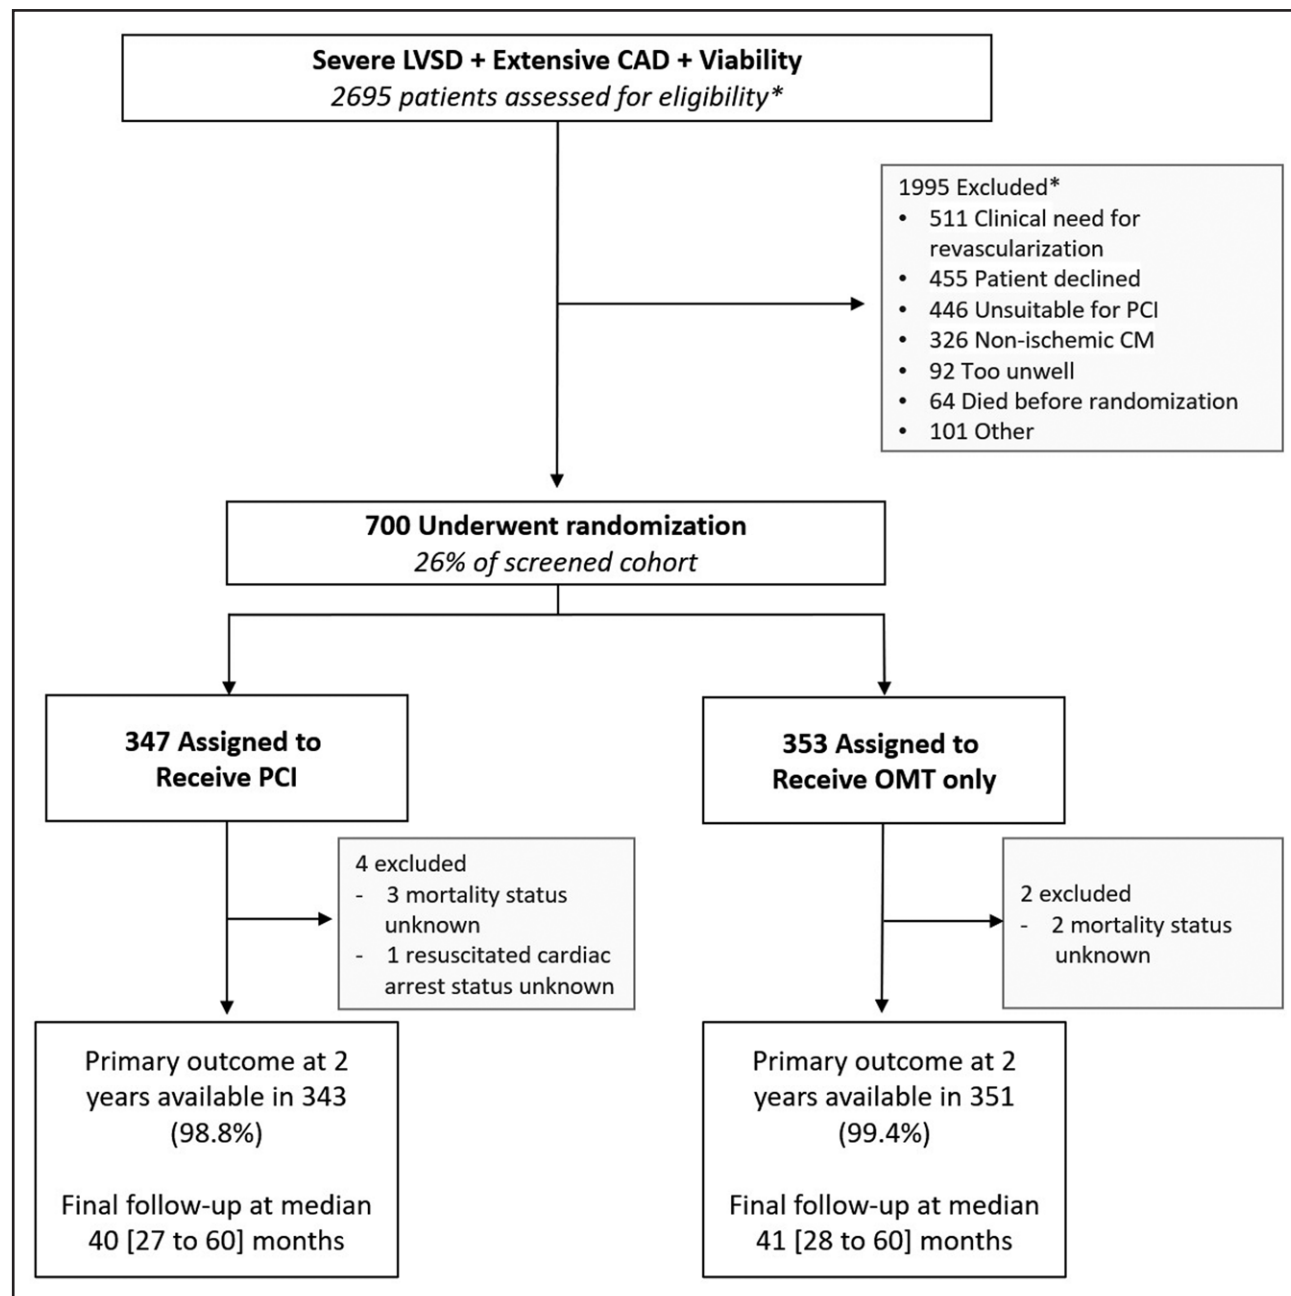 Severe LVSD + Extensive CAD + Viability
2695 patients assessed for eligibility*
1995 Excluded*
• 511 Clinical need for
revascularization
• 455 Patient declined
• 446 Unsuitable for PCI
• 326 Non-ischemic CM
• 92 Too unwell
• 64 Died before randomization
• 101 Other
700 Underwent randomization
26% of screened cohort
347 Assigned to
Receive PCI
353 Assigned to
Receive OMT only
4 excluded
- 3 mortality status
unknown
- 1 resuscitated cardiac
arrest status unknown
2 excluded
- 2 mortality status
unknown
Primary outcome at 2
years available in 343
(98.8%)
Final follow-up at median
40 [27 to 60] months
Primary outcome at 2
years available in 351
(99.4%)
Final follow-up at median
41 [28 to 60] months